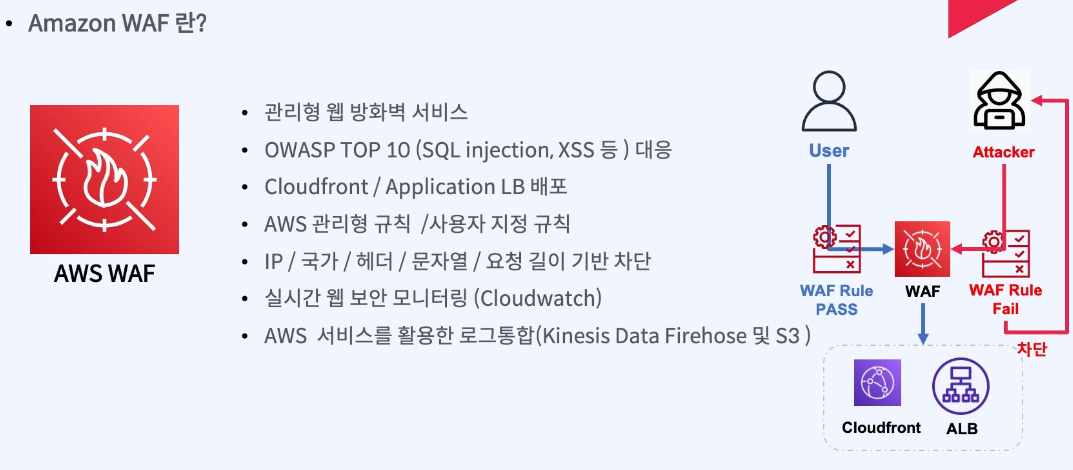 • Amazon WAF 란?
AWS WAF
• 관리형 웹 방화벽 서비스
• OWASP TOP 10 (SQL injection, XSS 등 ) 대응
• Cloudfront / Application LB 배포
• AWS 관리형 규칙 /사용자 지정 규칙
• IP / 국가 / 헤더 / 문자열 / 요청 길이 기반 차단
• 실시간 웹 보안 모니터링 (Cloudwatch)
• AWS 서비스를 활용한 로그통합(Kinesis Data Firehose 및 S3 )
User
Attacker
WAF Rule
PASS
WAF
WAF Rule
Fail
차단
Cloudfront
ALB